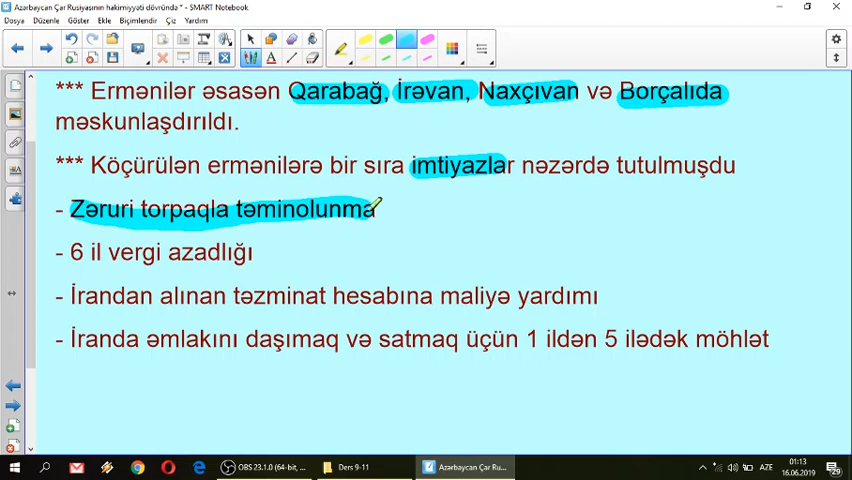 Azərbaycan Çar Rusiyasının hakimiyyəti dövründə * - SMART Notebook
Dosya Düzenle Göster Ekle Biçimlendir Çiz Yardım
*** Ermənilər əsasən Qarabağ, İrəvan, Naxçıvan və Borçalıda
məskunlaşdırıldı.
*** Köçürülən ermənilərə bir sıra imtiyazlar nəzərdə tutulmuşdu
- Zəruri torpaqla təminolunma
- 6 il vergi azadlığı
- İrandan alınan təzminat hesabına maliyə yardımı
- İranda əmlakını daşımaq və satmaq üçün 1 ildən 5 ilədək möhlət
OBS 23.1.0 (64-bit, ... Ders 9-11 Azərbaycan Çar Ru... AZE 01:13
16.06.2019 29